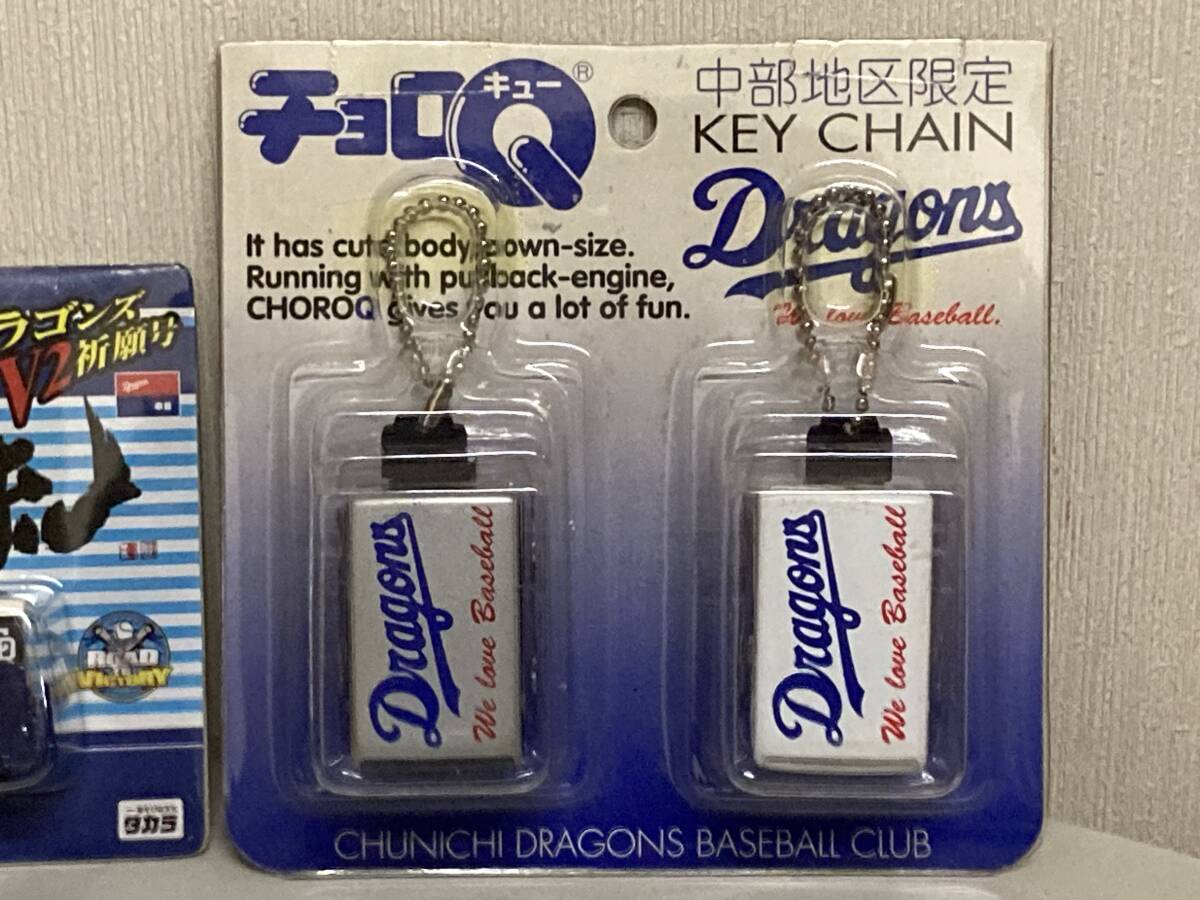 チョロQ
キュー
®
中部地区限定
KEY CHAIN
Dragons
We love Baseball.
It has cute body, own-size.
Running with pullback-engine,
CHOROQ gives you a lot of fun.
Dragons
We love Baseball
Dragons
We love Baseball
CHUNICHI DRAGONS BASEBALL CLUB
ラゴンズ
V2祈願号
ROAD
VICTORY
タカラ